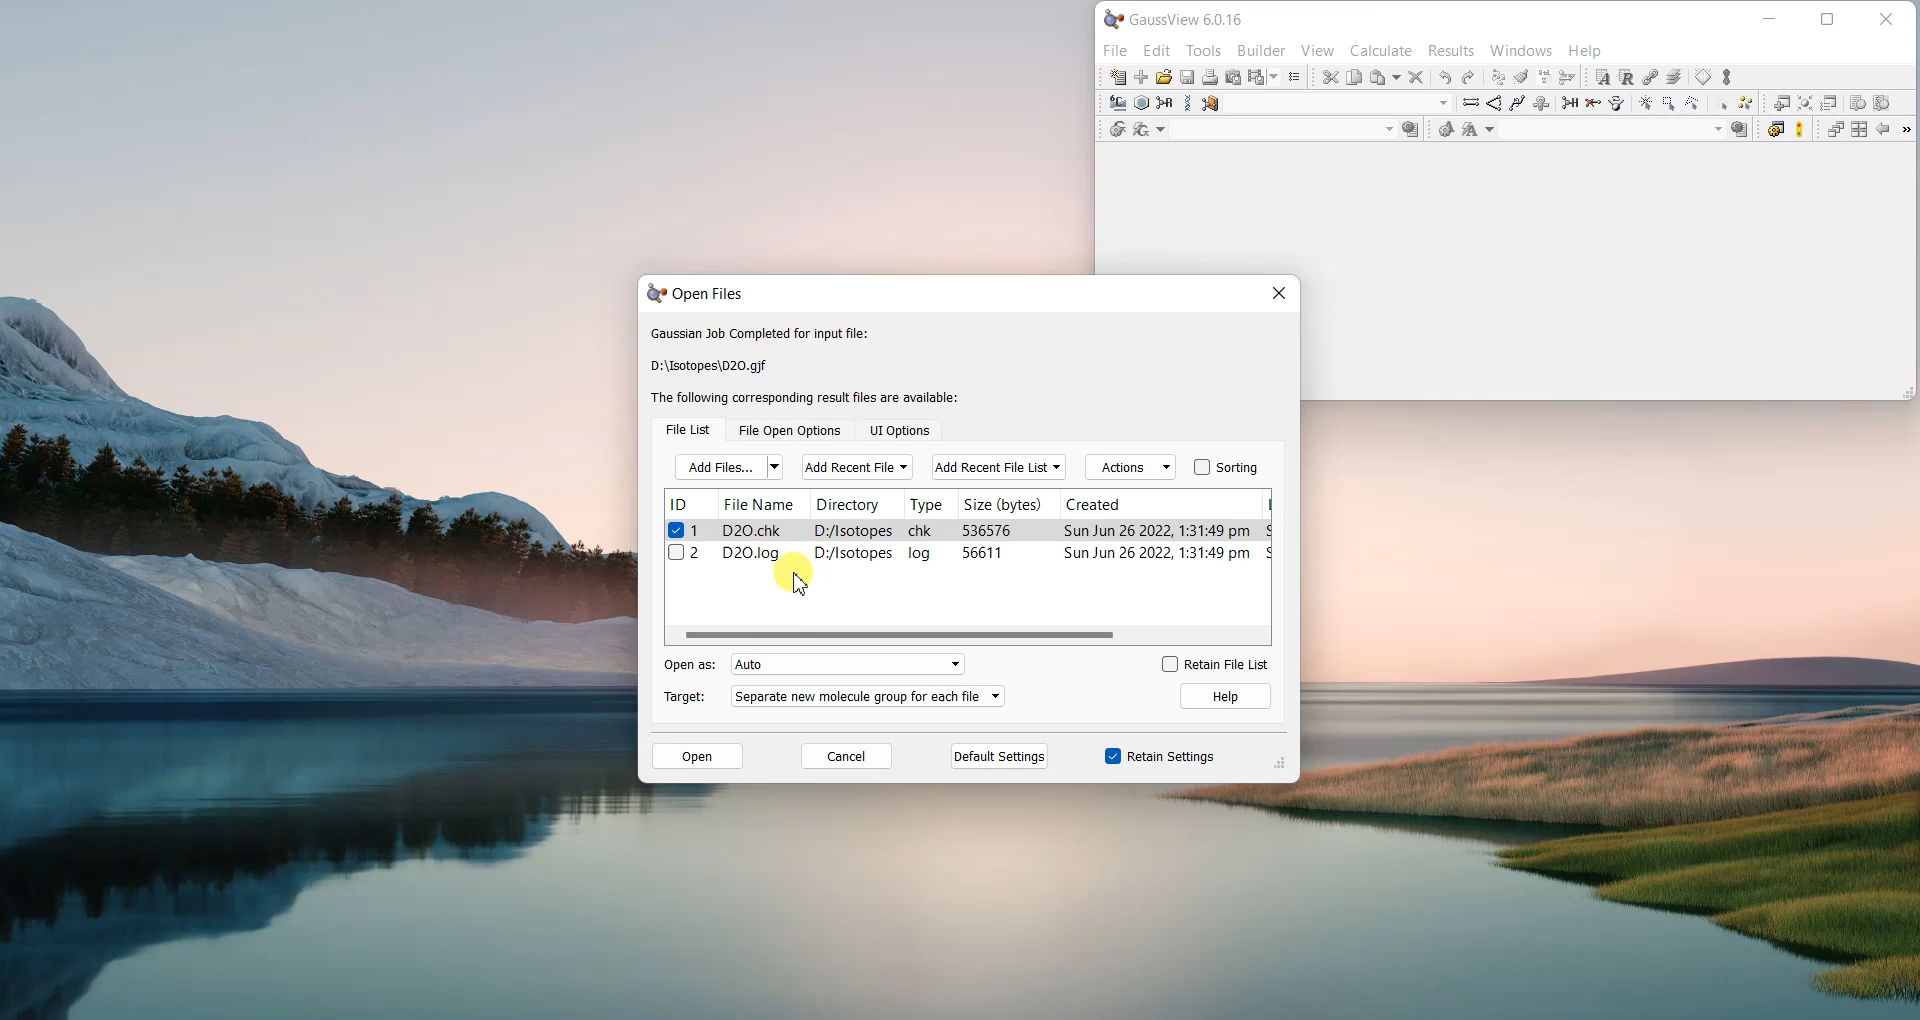 GaussView 6.0.16
File Edit Tools Builder View Calculate Results Windows Help
Open Files
Gaussian Job Completed for input file:
D:\Isotopes\D2O.gjf
The following corresponding result files are available:
File List File Open Options UI Options
Add Files... Add Recent File Add Recent File List Actions Sorting
ID File Name Directory Type Size (bytes) Created
1 D2O.chk D:/Isotopes chk 536576 Sun Jun 26 2022, 1:31:49 pm
2 D2O.log D:/Isotopes log 56611 Sun Jun 26 2022, 1:31:49 pm
Open as: Auto Retain File List
Target: Separate new molecule group for each file Help
Open Cancel Default Settings Retain Settings